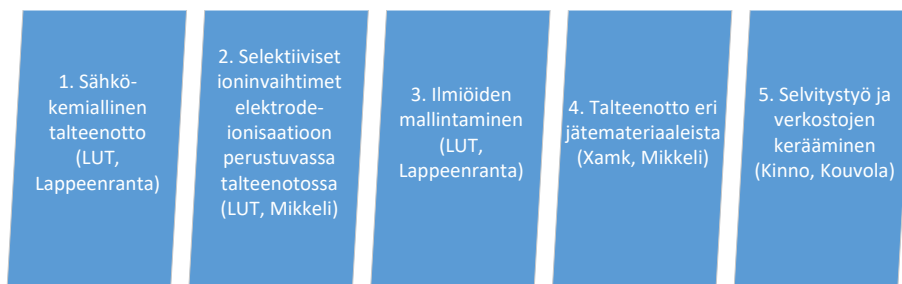 1. Sähkö-
kemiallinen
talteenotto
(LUT,
Lappeenranta)
2. Selektiiviset
ioninvaihtimet
elektrode-
ionisaatioon
perustuvassa
talteenotossa
(LUT, Mikkeli)
3. Ilmiöiden
mallintaminen
(LUT,
Lappeenranta)
4. Talteenotto eri
jätemateriaaleista
(Xamk, Mikkeli)
5. Selvitystyö ja
verkostojen
kerääminen
(Kinno, Kouvola)